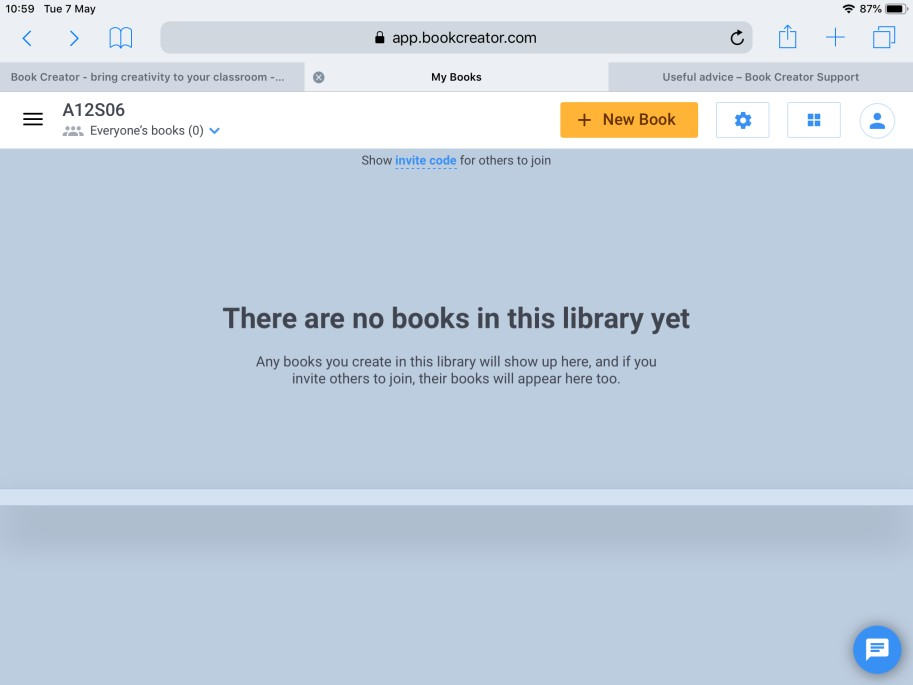 10:59 Tue 7 May 87%
app.bookcreator.com
Book Creator - bring creativity to your classroom -...
My Books
Useful advice – Book Creator Support
A12S06
Everyone's books (0)
+ New Book
Show invite code for others to join
There are no books in this library yet
Any books you create in this library will show up here, and if you
invite others to join, their books will appear here too.